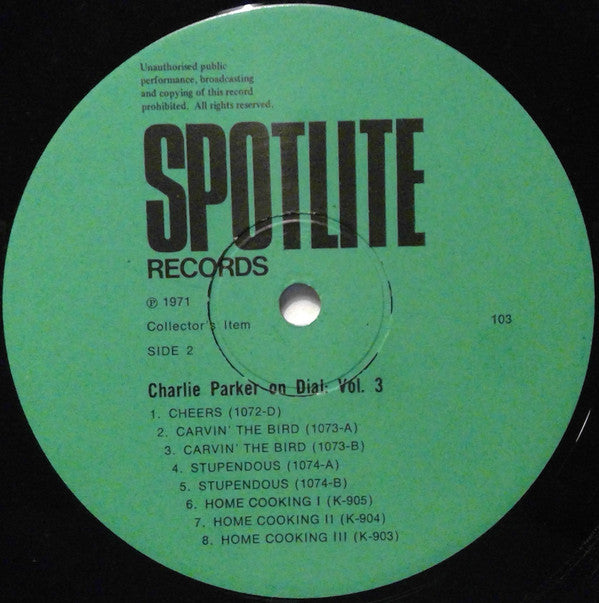 Unauthorised public
performance, broadcasting
and copying of this record
prohibited. All rights reserved.
SPOTLITE
RECORDS
℗ 1971
Collector's Item
103
SIDE 2
Charlie Parker on Dial: Vol. 3
1. CHEERS (1072-D)
2. CARVIN' THE BIRD (1073-A)
3. CARVIN' THE BIRD (1073-B)
4. STUPENDOUS (1074-A)
5. STUPENDOUS (1074-B)
6. HOME COOKING I (K-905)
7. HOME COOKING II (K-904)
8. HOME COOKING III (K-903)